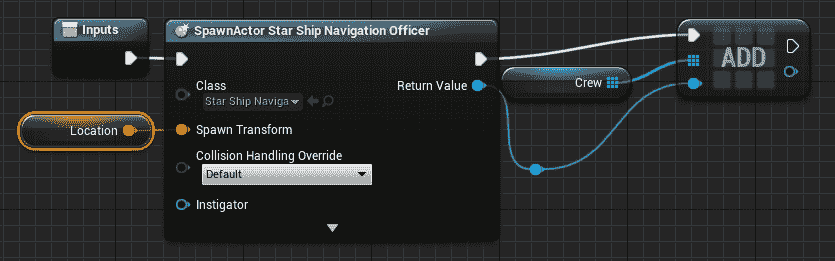 Inputs
SpawnActor Star Ship Navigation Officer
Class
Star Ship Naviga
Return Value
Crew
ADD
Location
Spawn Transform
Collision Handling Override
Default
Instigator